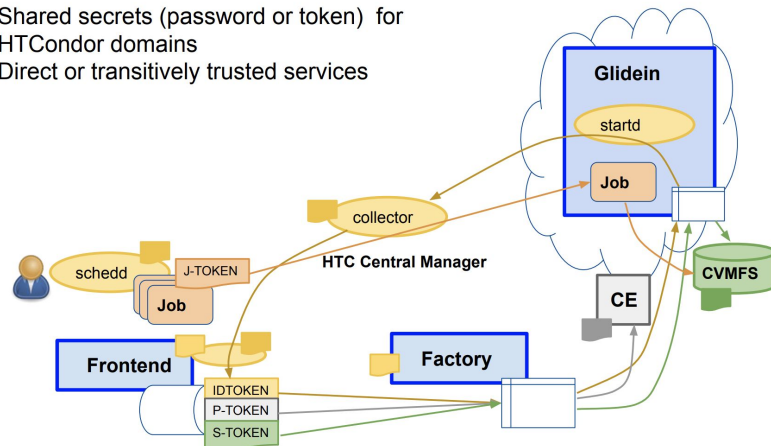 Shared secrets (password or token) for
HTCondor domains
Direct or transitively trusted services
Glidein
startd
Job
collector
HTC Central Manager
schedd
J-TOKEN
Job
CVMFS
CE
Frontend
Factory
IDTOKEN
P-TOKEN
S-TOKEN